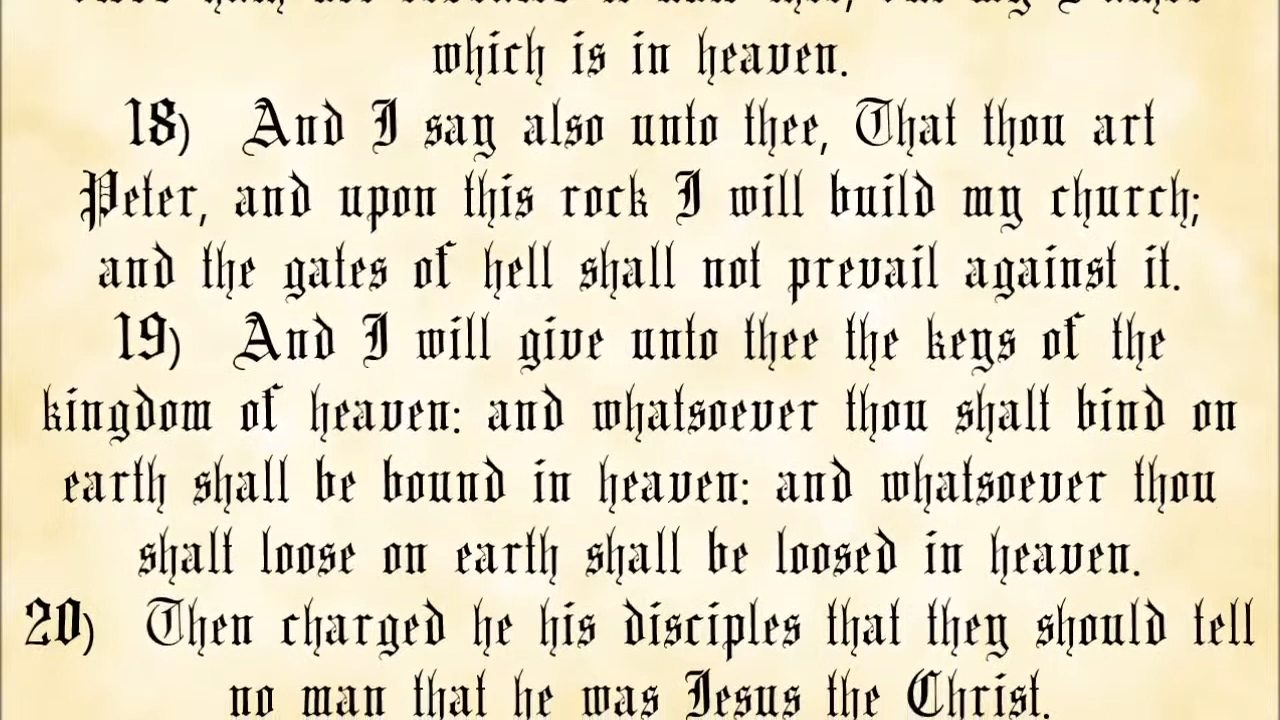 which is in heaven.
18) And I say also unto thee, That thou art
Peter, and upon this rock I will build my church;
and the gates of hell shall not prevail against it.
19) And I will give unto thee the keys of the
kingdom of heaven: and whatsoever thou shalt bind on
earth shall be bound in heaven: and whatsoever thou
shalt loose on earth shall be loosed in heaven.
20) Then charged he his disciples that they should tell
no man that he was Jesus the Christ.